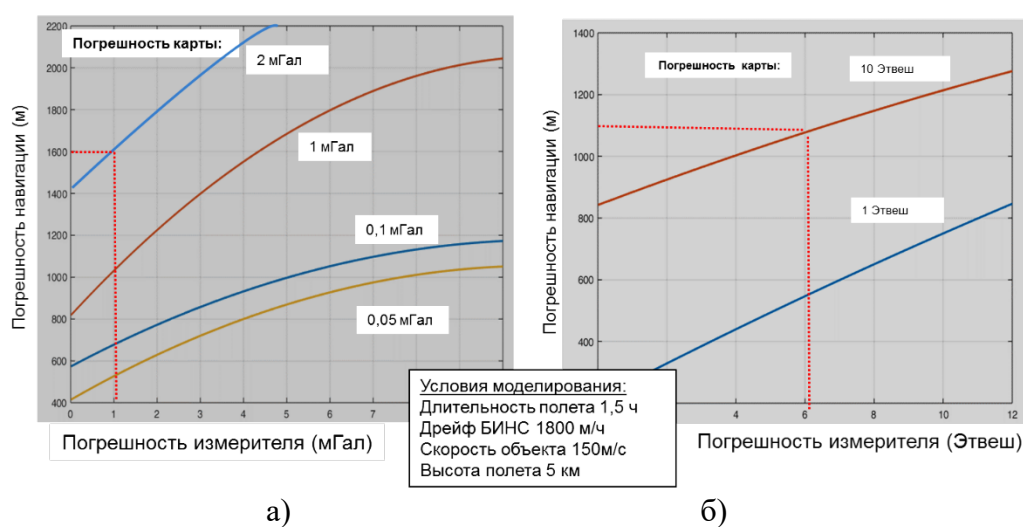 Погрешность навигации (м)
2200
2000
1800
1600
1400
1200
1000
800
600
400
0
1
2
3
4
5
6
7
Погрешность карты:
2 мГал
1 мГал
0,1 мГал
0,05 мГал
Погрешность измерителя (мГал)
а)
Погрешность навигации (м)
1400
1200
1000
800
600
400
4
6
8
10
12
Погрешность карты:
10 Этвеш
1 Этвеш
Погрешность измерителя (Этвеш)
б)
Условия моделирования:
Длительность полета 1,5 ч
Дрейф БИНС 1800 м/ч
Скорость объекта 150м/с
Высота полета 5 км